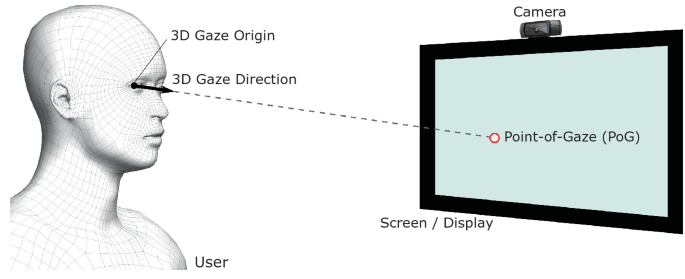 Camera
3D Gaze Origin
3D Gaze Direction
Point-of-Gaze (PoG)
Screen / Display
User